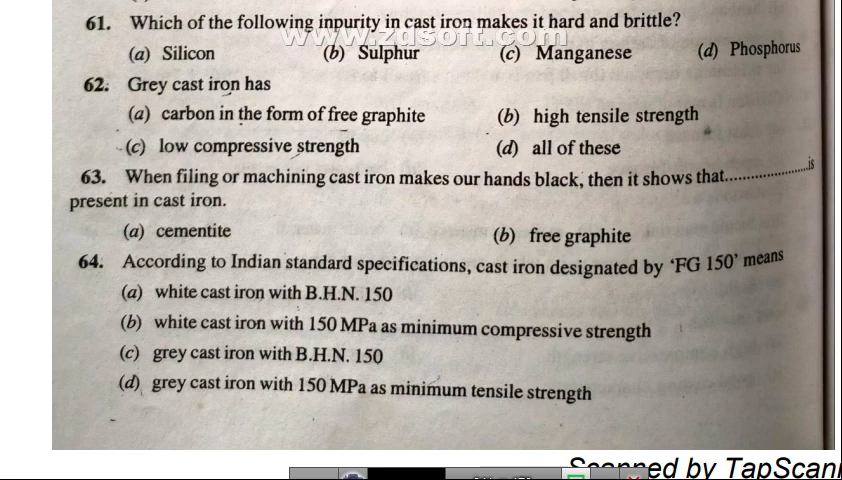 61. Which of the following inpurity in cast iron makes it hard and brittle?
www.zdsoft.com
(a) Silicon (b) Sulphur (c) Manganese (d) Phosphorus
62. Grey cast iron has
(a) carbon in the form of free graphite (b) high tensile strength
(c) low compressive strength (d) all of these
63. When filing or machining cast iron makes our hands black, then it shows that....................is
present in cast iron.
(a) cementite (b) free graphite
64. According to Indian standard specifications, cast iron designated by ‘FG 150’ means
(a) white cast iron with B.H.N. 150
(b) white cast iron with 150 MPa as minimum compressive strength
(c) grey cast iron with B.H.N. 150
(d) grey cast iron with 150 MPa as minimum tensile strength
Scanned by TapScan